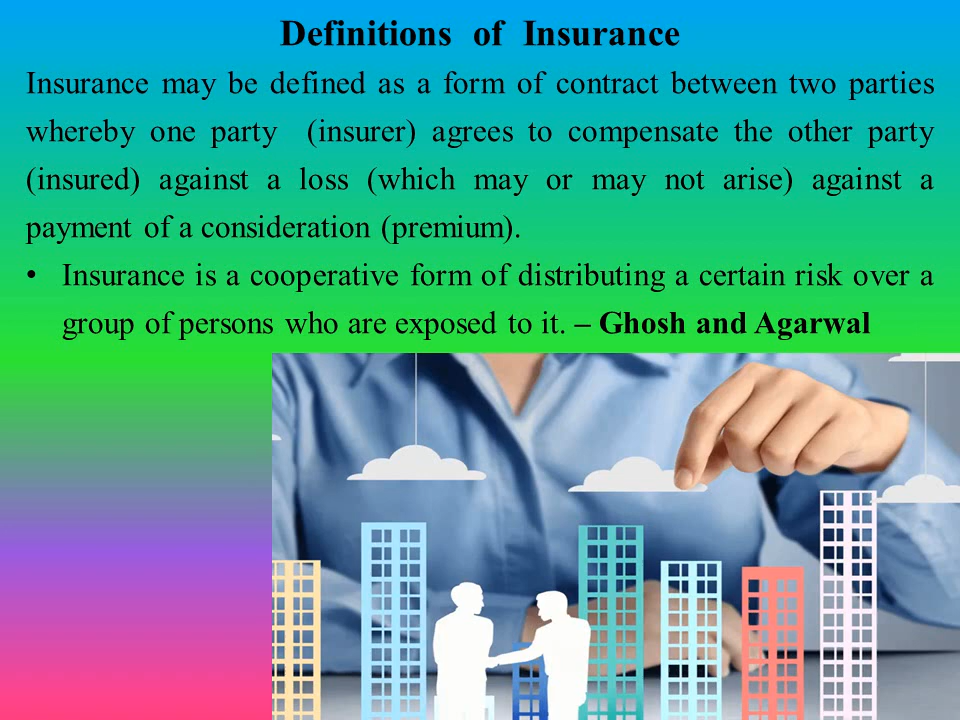 Definitions of Insurance
Insurance may be defined as a form of contract between two parties
whereby one party (insurer) agrees to compensate the other party
(insured) against a loss (which may or may not arise) against a
payment of a consideration (premium).
• Insurance is a cooperative form of distributing a certain risk over a
group of persons who are exposed to it. – Ghosh and Agarwal